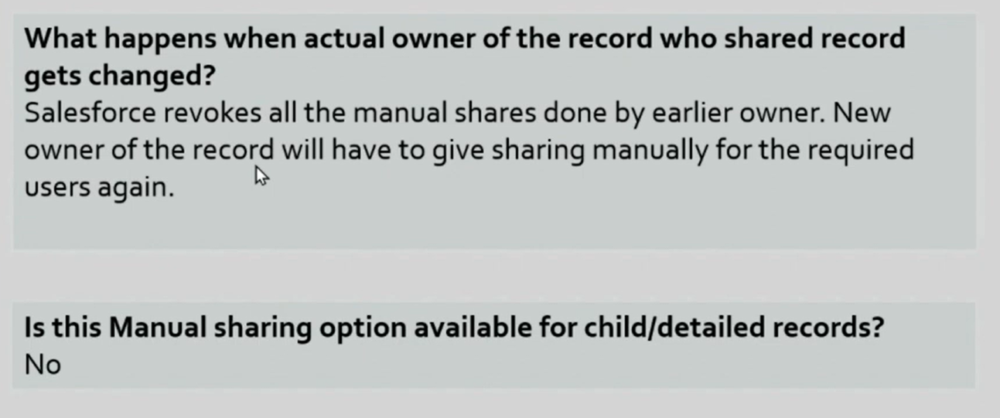 What happens when actual owner of the record who shared record
gets changed?
Salesforce revokes all the manual shares done by earlier owner. New
owner of the record will have to give sharing manually for the required
users again.
Is this Manual sharing option available for child/detailed records?
No